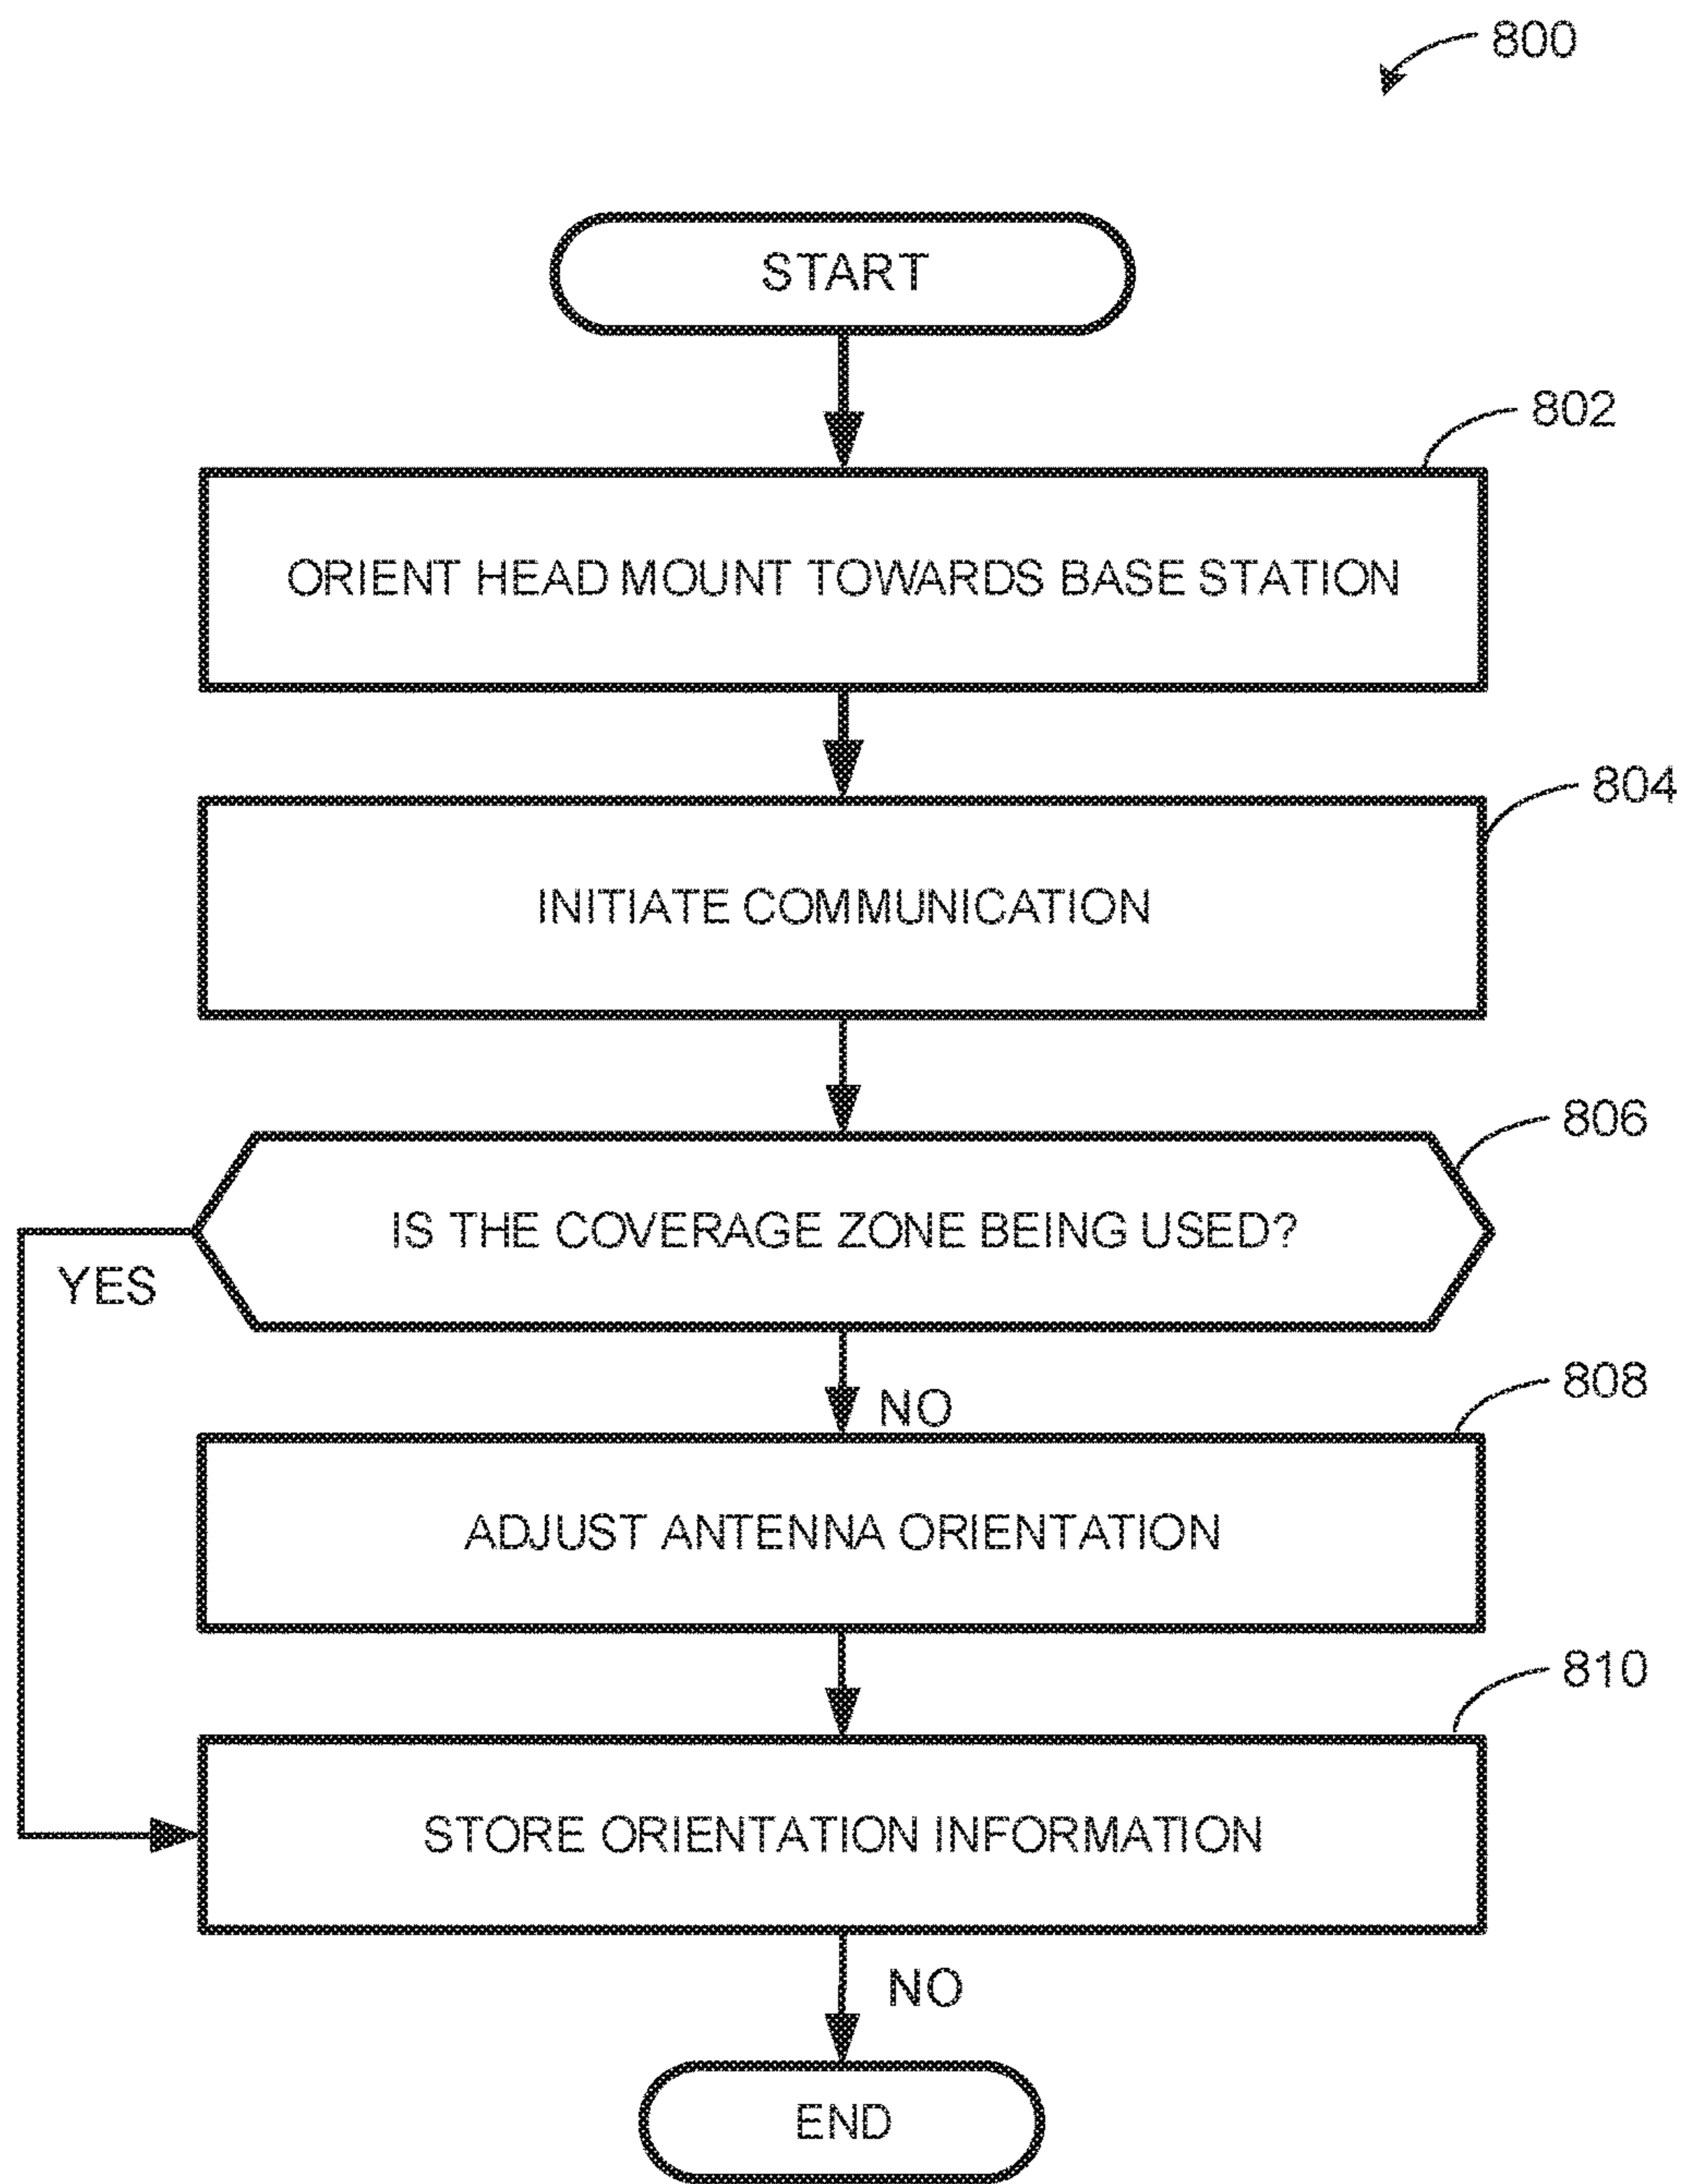 800
START
802
ORIENT HEAD MOUNT TOWARDS BASE STATION
804
INITIATE COMMUNICATION
806
IS THE COVERAGE ZONE BEING USED?
YES
NO
808
ADJUST ANTENNA ORIENTATION
810
STORE ORIENTATION INFORMATION
NO
END